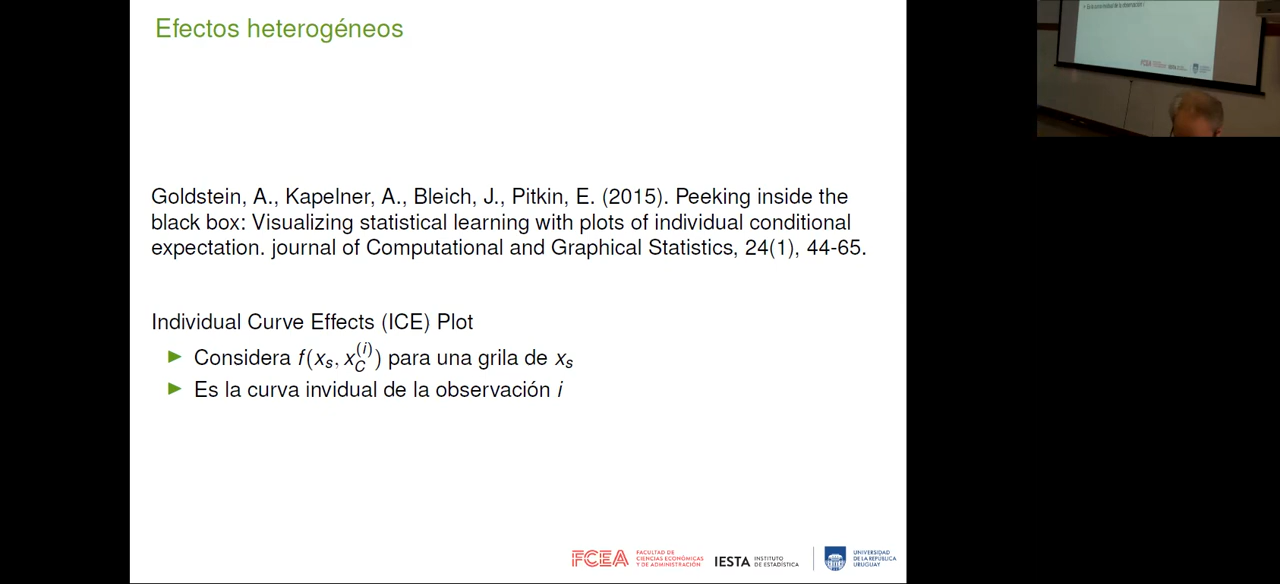 Efectos heterogéneos
Goldstein, A., Kapelner, A., Bleich, J., Pitkin, E. (2015). Peeking inside the
black box: Visualizing statistical learning with plots of individual conditional
expectation. journal of Computational and Graphical Statistics, 24(1), 44-65.
Individual Curve Effects (ICE) Plot
► Considera f(x_s, x_C^(i)) para una grila de x_s
► Es la curva invidual de la observación i
FCEA FACULTAD DE CIENCIAS ECONÓMICAS Y DE ADMINISTRACIÓN
IESTA INSTITUTO DE ESTADÍSTICA
UNIVERSIDAD DE LA REPÚBLICA URUGUAY